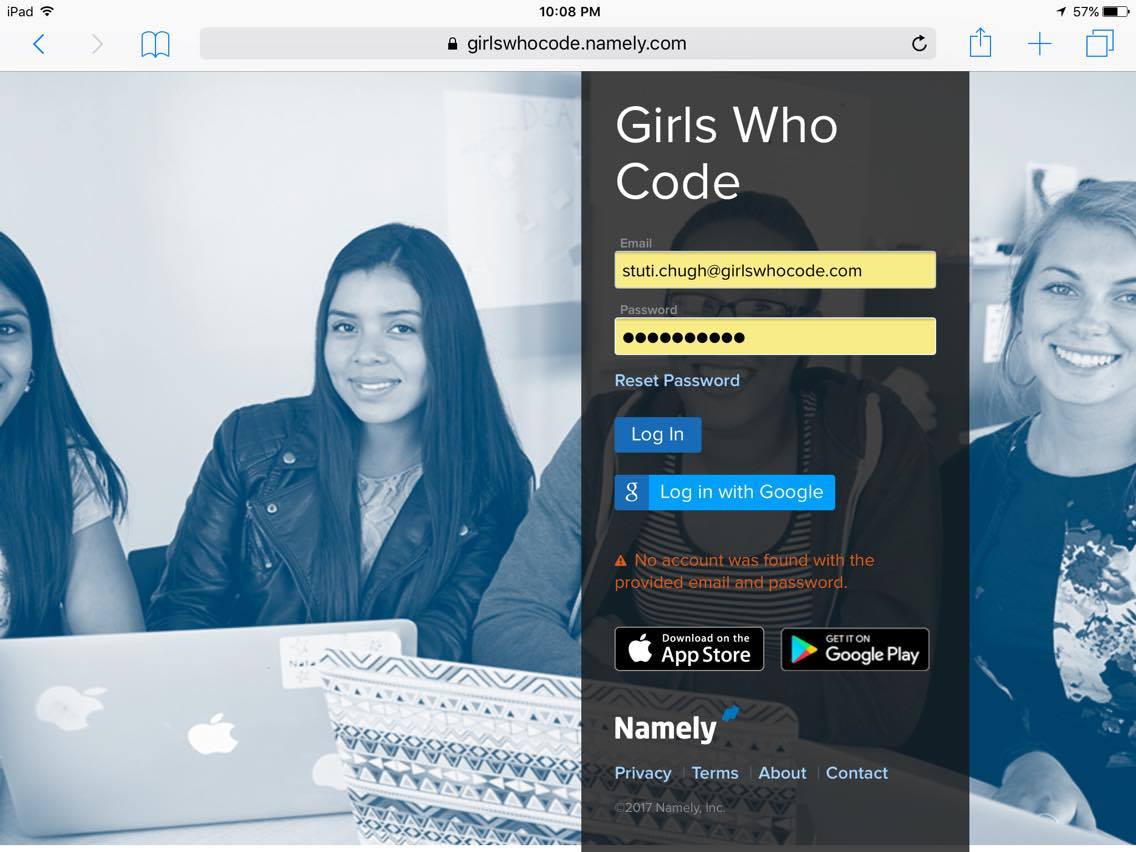 iPad 10:08 PM 57%
girlswhocode.namely.com
Girls Who
Code
Email
stuti.chugh@girlswhocode.com
Password
●●●●●●●●●●
Reset Password
Log In
g Log in with Google
No account was found with the
provided email and password.
Download on the
App Store
GET IT ON
Google Play
Namely
Privacy | Terms | About | Contact
©2017 Namely, Inc.